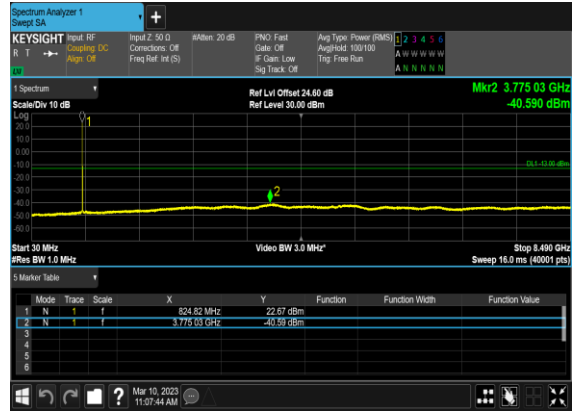 Spectrum Analyzer 1
Swept SA
+
KEYSIGHT Input: RF Input Z: 50 Ω #Atten: 20 dB PNO: Fast Avg Type: Power (RMS) 1 2 3 4 5 6
R T Coupling: DC Corrections: Off Gate: Off Avg|Hold: 100/100 A W W W W W
Align: Off Freq Ref: Int (S) IF Gain: Low Trig: Free Run
Sig Track: Off A N N N N N
1 Spectrum Ref Lvl Offset 24.60 dB Mkr2 3.775 03 GHz
Scale/Div 10 dB Ref Level 30.00 dBm -40.590 dBm
Log
20.0
10.0
0.00
-10.0
-20.0
-30.0
-40.0
-50.0
-60.0
1
DL1 -13.00 dBm
2
Start 30 MHz Video BW 3.0 MHz* Stop 8.490 GHz
#Res BW 1.0 MHz Sweep 16.0 ms (40001 pts)
5 Marker Table
Mode Trace Scale X Y Function Function Width Function Value
1 N 1 f 824.82 MHz 22.67 dBm
2 N 1 f 3.775 03 GHz -40.59 dBm
3
4
5
6
? Mar 10, 2023
11:07:44 AM